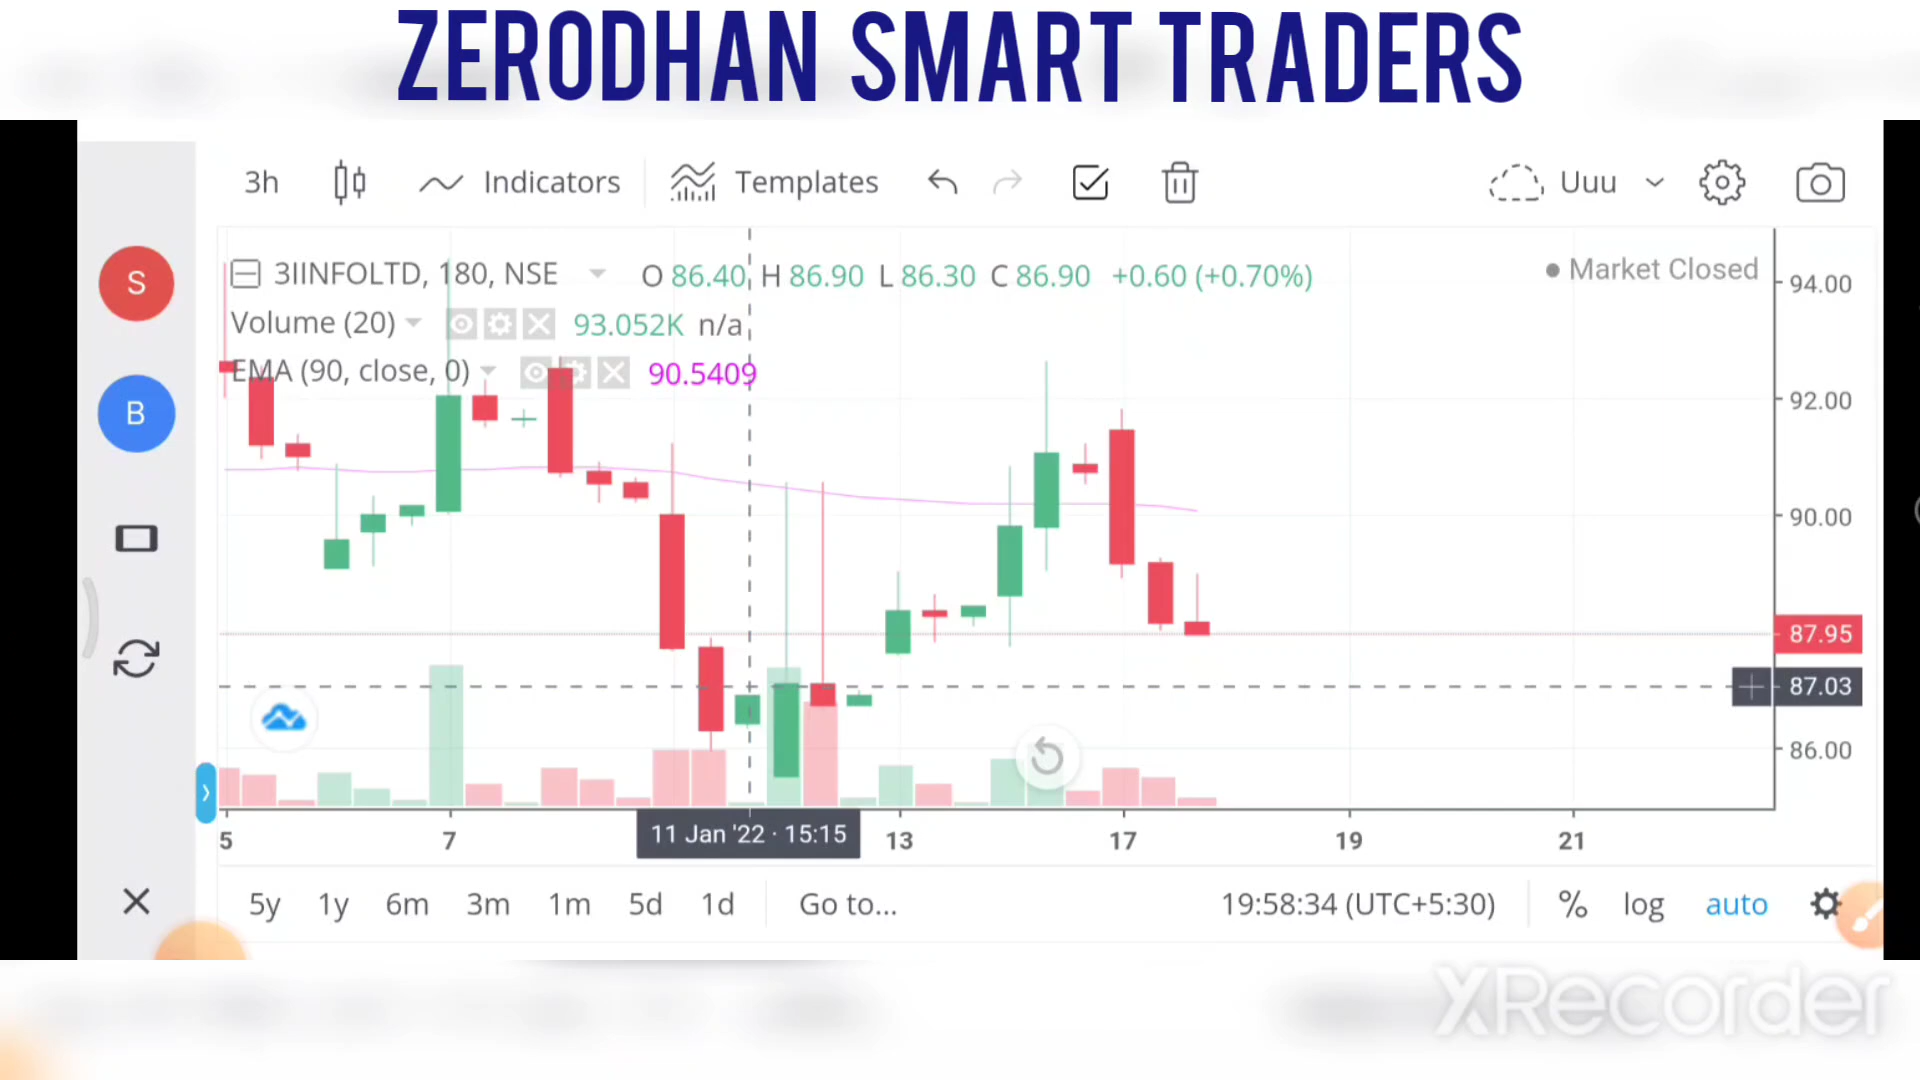 ZERODHAN SMART TRADERS
3h Indicators Templates Uuu
S
3IINFOLTD, 180, NSE O 86.40 H 86.90 L 86.30 C 86.90 +0.60 (+0.70%) Market Closed
Volume (20) 93.052K n/a
EMA (90, close, 0) 90.5409
B
94.00
92.00
90.00
87.95
87.03
86.00
5 7 11 Jan '22 · 15:15 13 17 19 21
5y 1y 6m 3m 1m 5d 1d Go to... 19:58:34 (UTC+5:30) % log auto
XRecorder